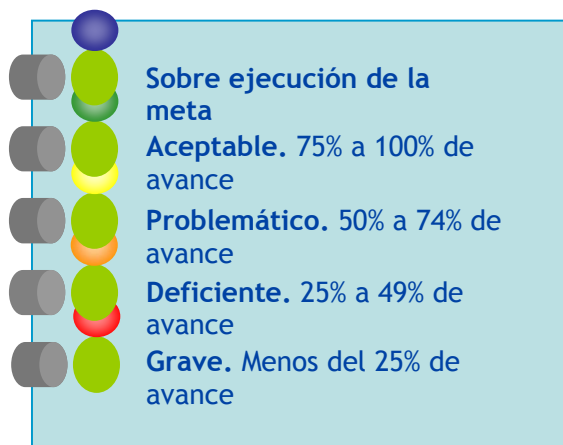 Sobre ejecución de la
meta
Aceptable. 75% a 100% de
avance
Problemático. 50% a 74% de
avance
Deficiente. 25% a 49% de
avance
Grave. Menos del 25% de
avance